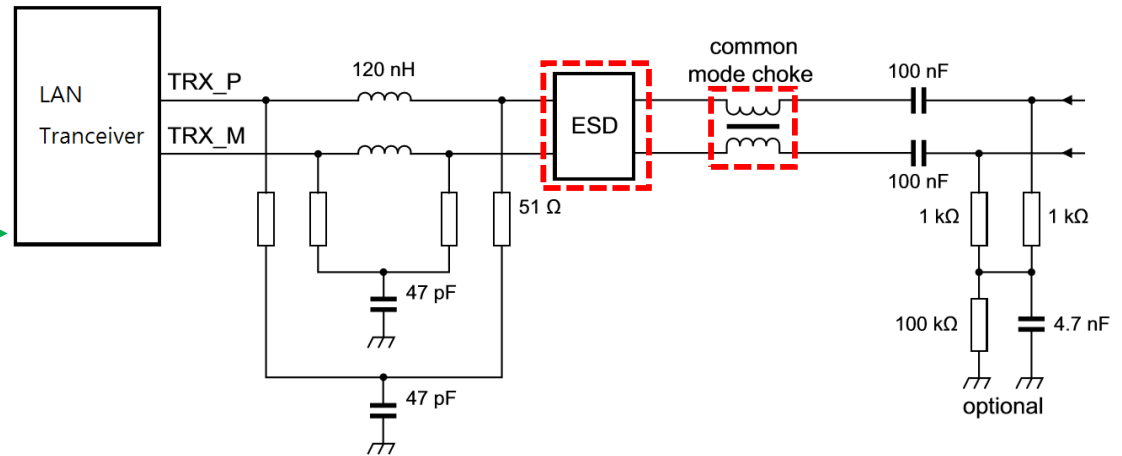 common
mode choke
120 nH
100 nF
TRX_P
LAN
Tranceiver
TRX_M
ESD
100 nF
51 Ω
1 kΩ
1 kΩ
47 pF
100 kΩ
4.7 nF
47 pF
optional